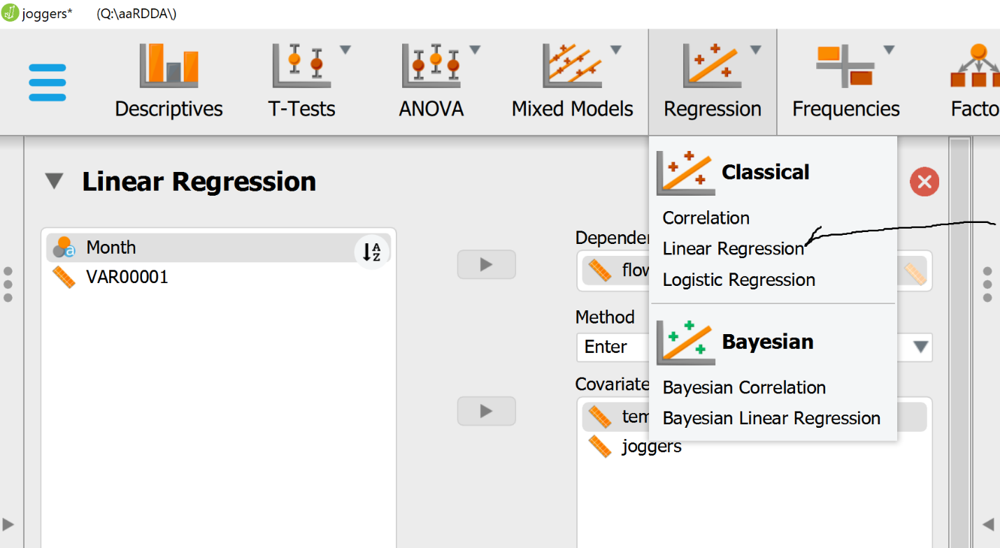 joggers* (Q:\aaRDDA\)
Descriptives T-Tests ANOVA Mixed Models Regression Frequencies Facto
Linear Regression
Classical
Correlation
Linear Regression
Logistic Regression
Bayesian
Bayesian Correlation
Bayesian Linear Regression
Month
A
Z
VAR00001
Depender
flow
Method
Enter
Covariate
tem
joggers